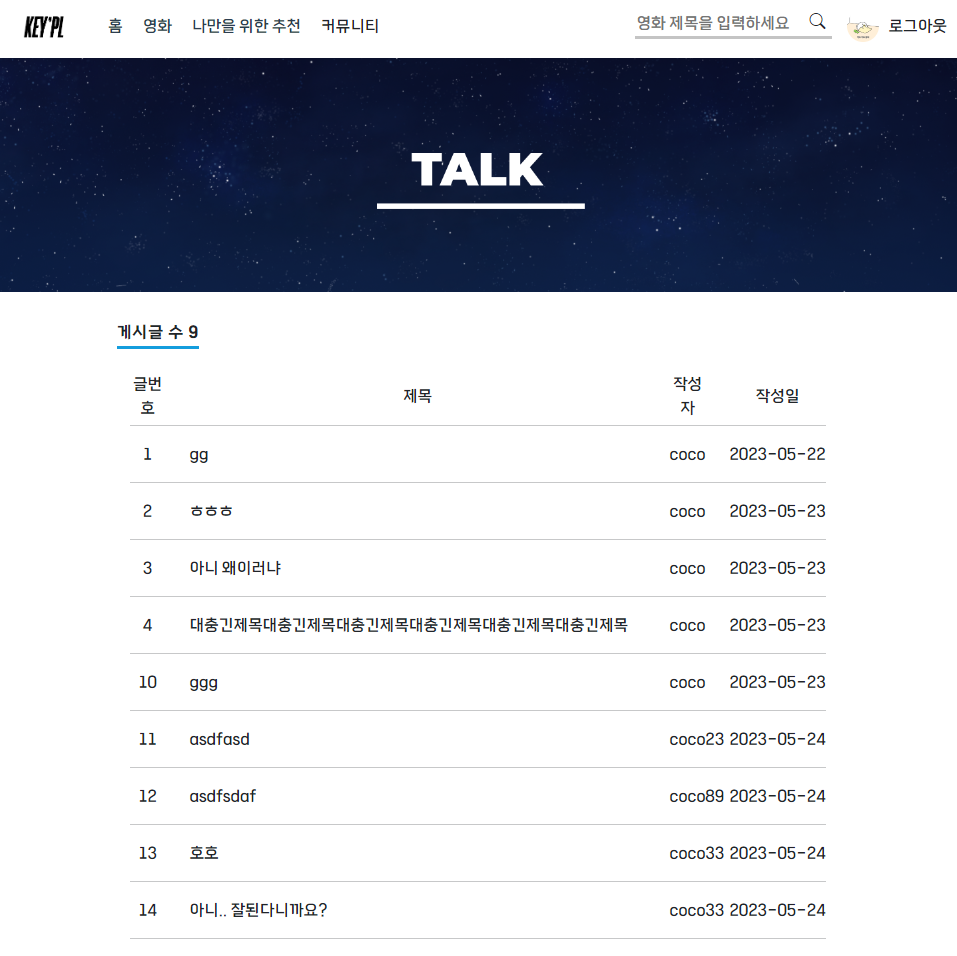 KEY'PL 홈 영화 나만을 위한 추천 커뮤니티 영화 제목을 입력하세요 로그아웃
TALK
게시글 수 9
글번호 제목 작성자 작성일
1 gg coco 2023-05-22
2 ㅎㅎㅎ coco 2023-05-23
3 아니 왜이러냐 coco 2023-05-23
4 대충긴제목대충긴제목대충긴제목대충긴제목대충긴제목대충긴제목 coco 2023-05-23
10 ggg coco 2023-05-23
11 asdfasd coco23 2023-05-24
12 asdfsdaf coco89 2023-05-24
13 호호 coco33 2023-05-24
14 아니.. 잘된다니까요? coco33 2023-05-24